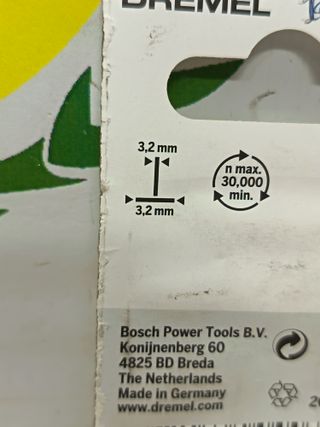 DREMEL
3,2 mm
3,2 mm
n max.
30,000
min.
Bosch Power Tools B.V.
Konijnenberg 60
4825 BD Breda
The Netherlands
Made in Germany
www.dremel.com